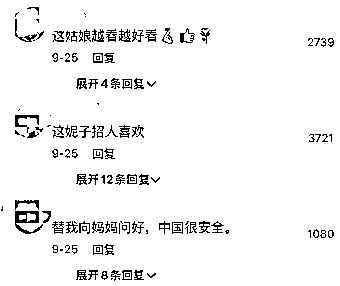 这姑娘越看越好看💰👍🌹
2739
9-25 回复
展开4条回复
这妮子招人喜欢
3721
9-25 回复
展开12条回复
替我向妈妈问好，中国很安全。
1080
9-25 回复
展开8条回复